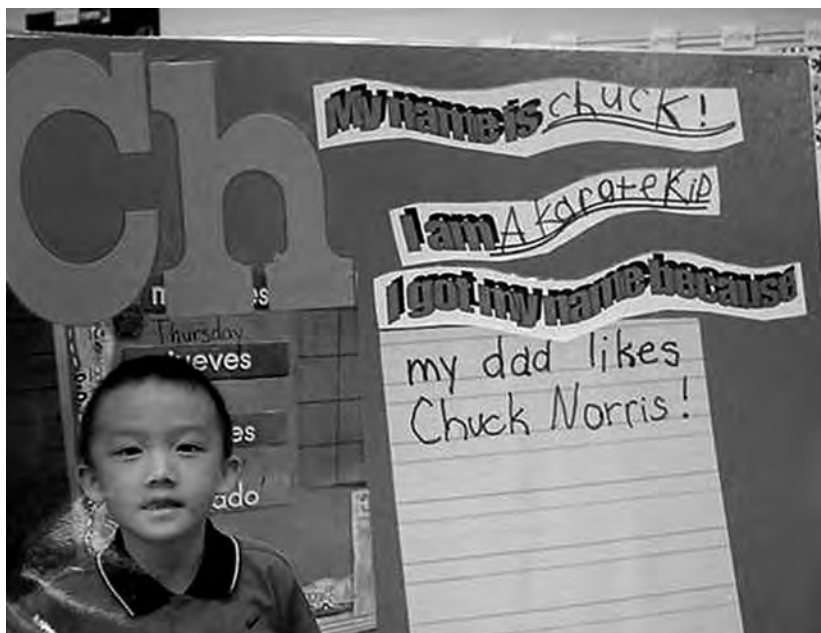 Ch
My name is chuck!
I am A karate KiD
I got my name because
my dad likes
Chuck Norris!
es
Thursday
jueves
es
ado